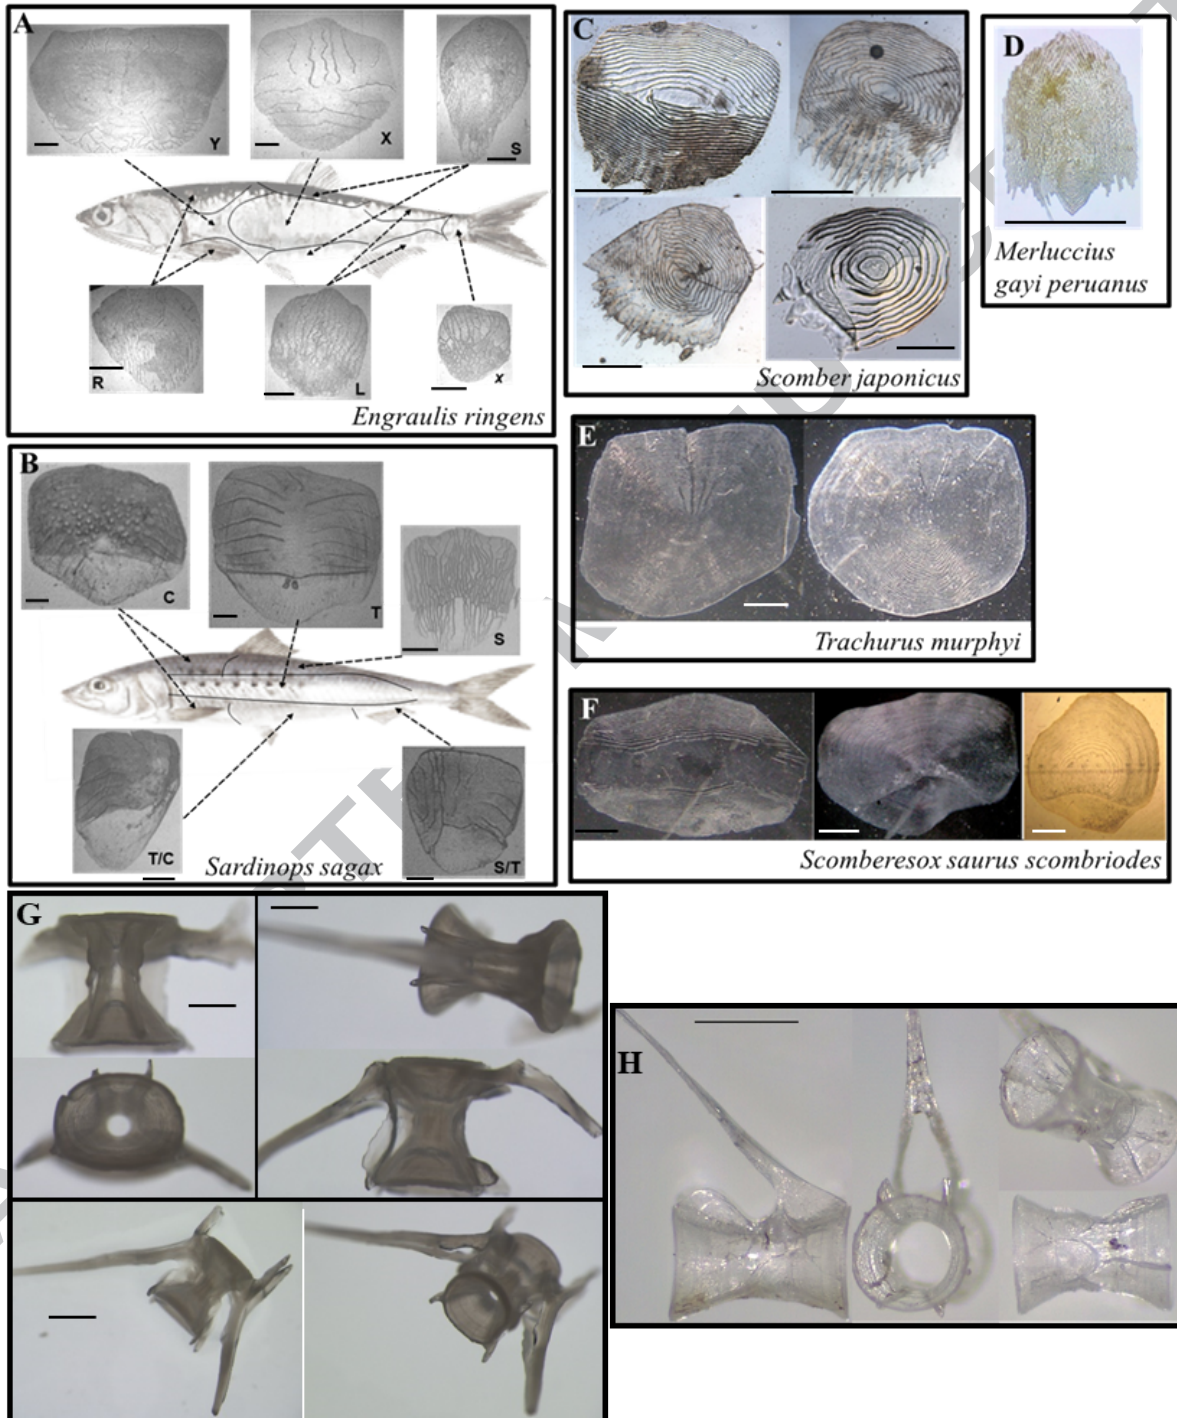 A
Y
X
S
R
L
x
Engraulis ringens
B
C
T
S
T/C
S/T
Sardinops sagax
C
Scomber japonicus
D
Merluccius
gayi peruanus
E
Trachurus murphyi
F
Scomberesox saurus scombriodes
G
H